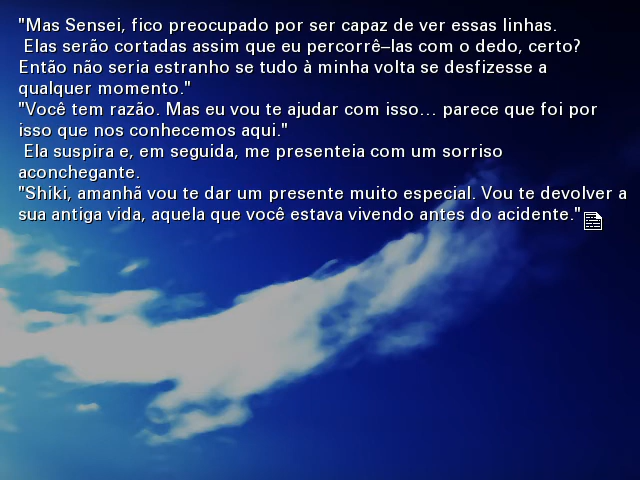 "Mas Sensei, fico preocupado por ser capaz de ver essas linhas.
Elas serão cortadas assim que eu percorrê-las com o dedo, certo?
Então não seria estranho se tudo à minha volta se desfizesse a
qualquer momento."
"Você tem razão. Mas eu vou te ajudar com isso... parece que foi por
isso que nos conhecemos aqui."
Ela suspira e, em seguida, me presenteia com um sorriso
aconchegante.
"Shiki, amanhã vou te dar um presente muito especial. Vou te devolver a
sua antiga vida, aquela que você estava vivendo antes do acidente."